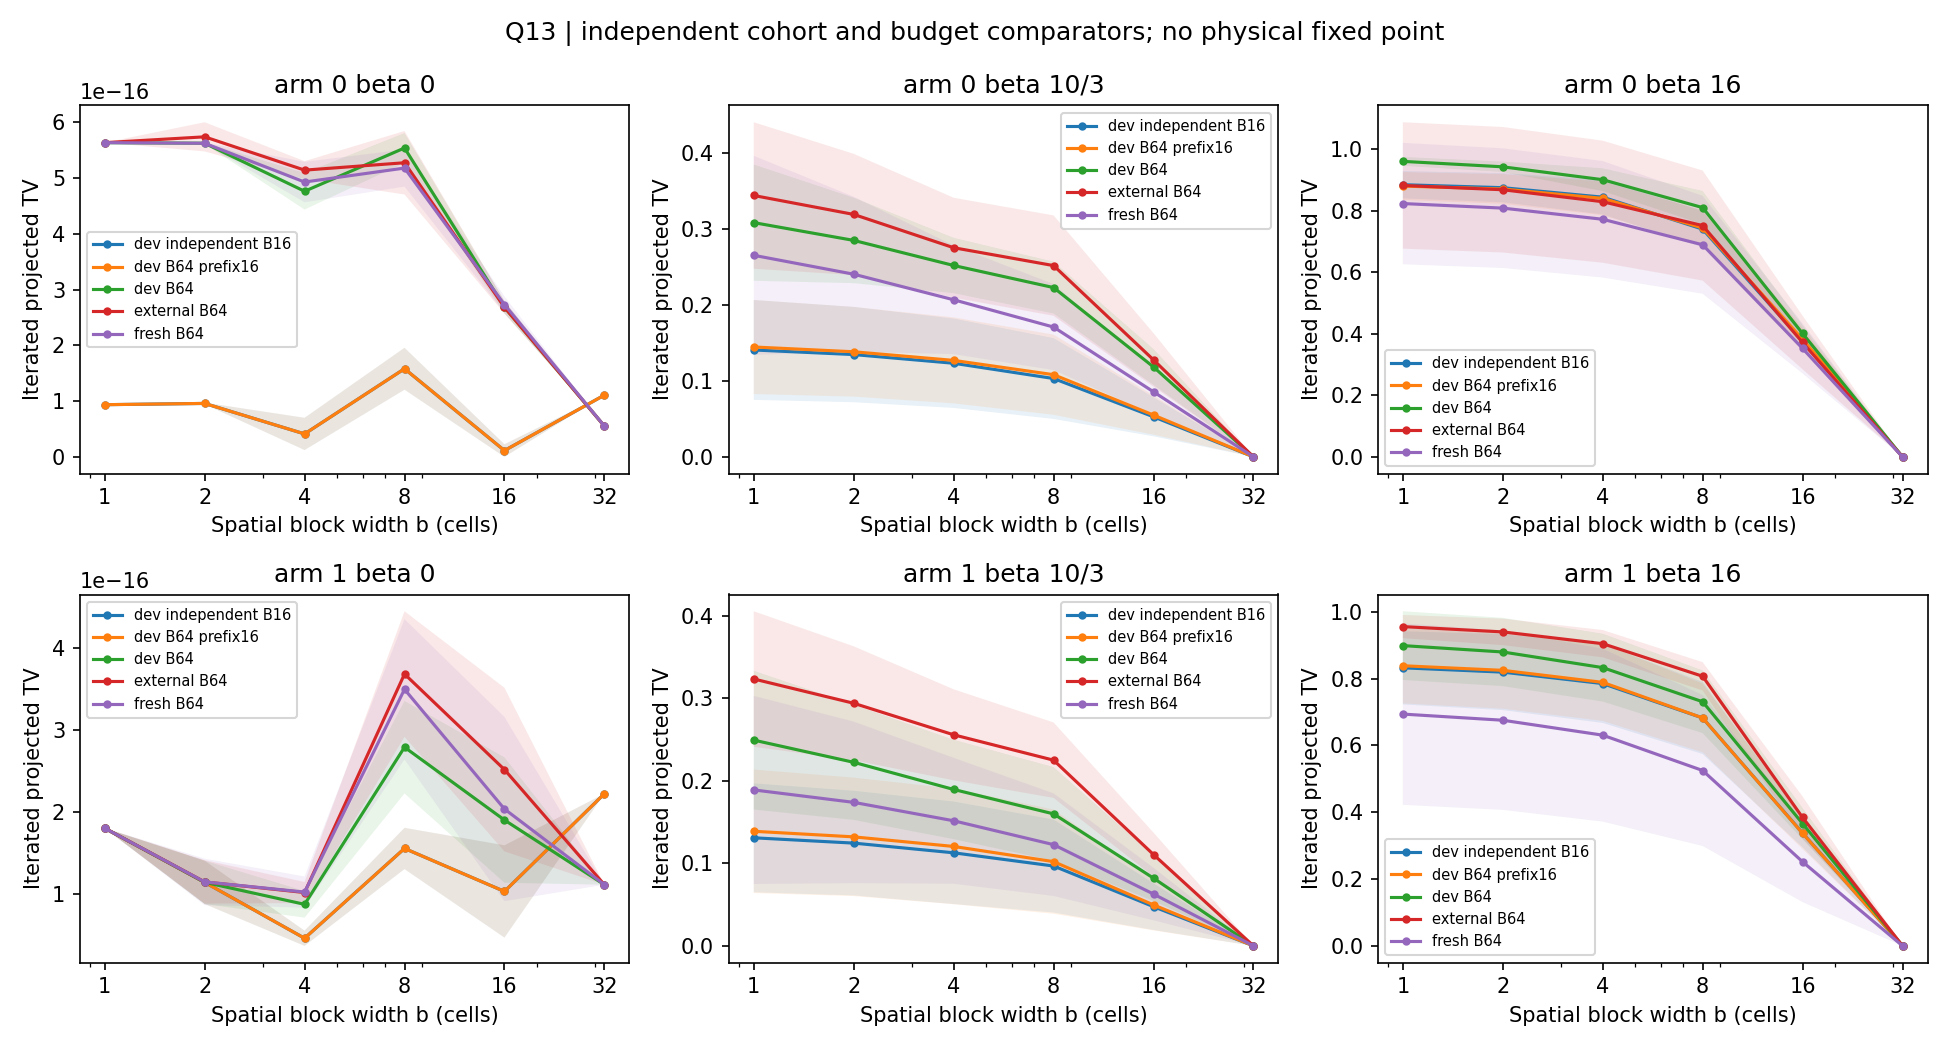 Q13 | independent cohort and budget comparators; no physical fixed point
arm 0 beta 0
1e−16
Iterated projected TV
6
5
4
3
2
1
0
dev independent B16
dev B64 prefix16
dev B64
external B64
fresh B64
1 2 4 8 16 32
Spatial block width b (cells)
arm 0 beta 10/3
Iterated projected TV
0.4
0.3
0.2
0.1
0.0
dev independent B16
dev B64 prefix16
dev B64
external B64
fresh B64
1 2 4 8 16 32
Spatial block width b (cells)
arm 0 beta 16
Iterated projected TV
1.0
0.8
0.6
0.4
0.2
0.0
dev independent B16
dev B64 prefix16
dev B64
external B64
fresh B64
1 2 4 8 16 32
Spatial block width b (cells)
arm 1 beta 0
1e−16
Iterated projected TV
4
3
2
1
dev independent B16
dev B64 prefix16
dev B64
external B64
fresh B64
1 2 4 8 16 32
Spatial block width b (cells)
arm 1 beta 10/3
Iterated projected TV
0.4
0.3
0.2
0.1
0.0
dev independent B16
dev B64 prefix16
dev B64
external B64
fresh B64
1 2 4 8 16 32
Spatial block width b (cells)
arm 1 beta 16
Iterated projected TV
1.0
0.8
0.6
0.4
0.2
0.0
dev independent B16
dev B64 prefix16
dev B64
external B64
fresh B64
1 2 4 8 16 32
Spatial block width b (cells)